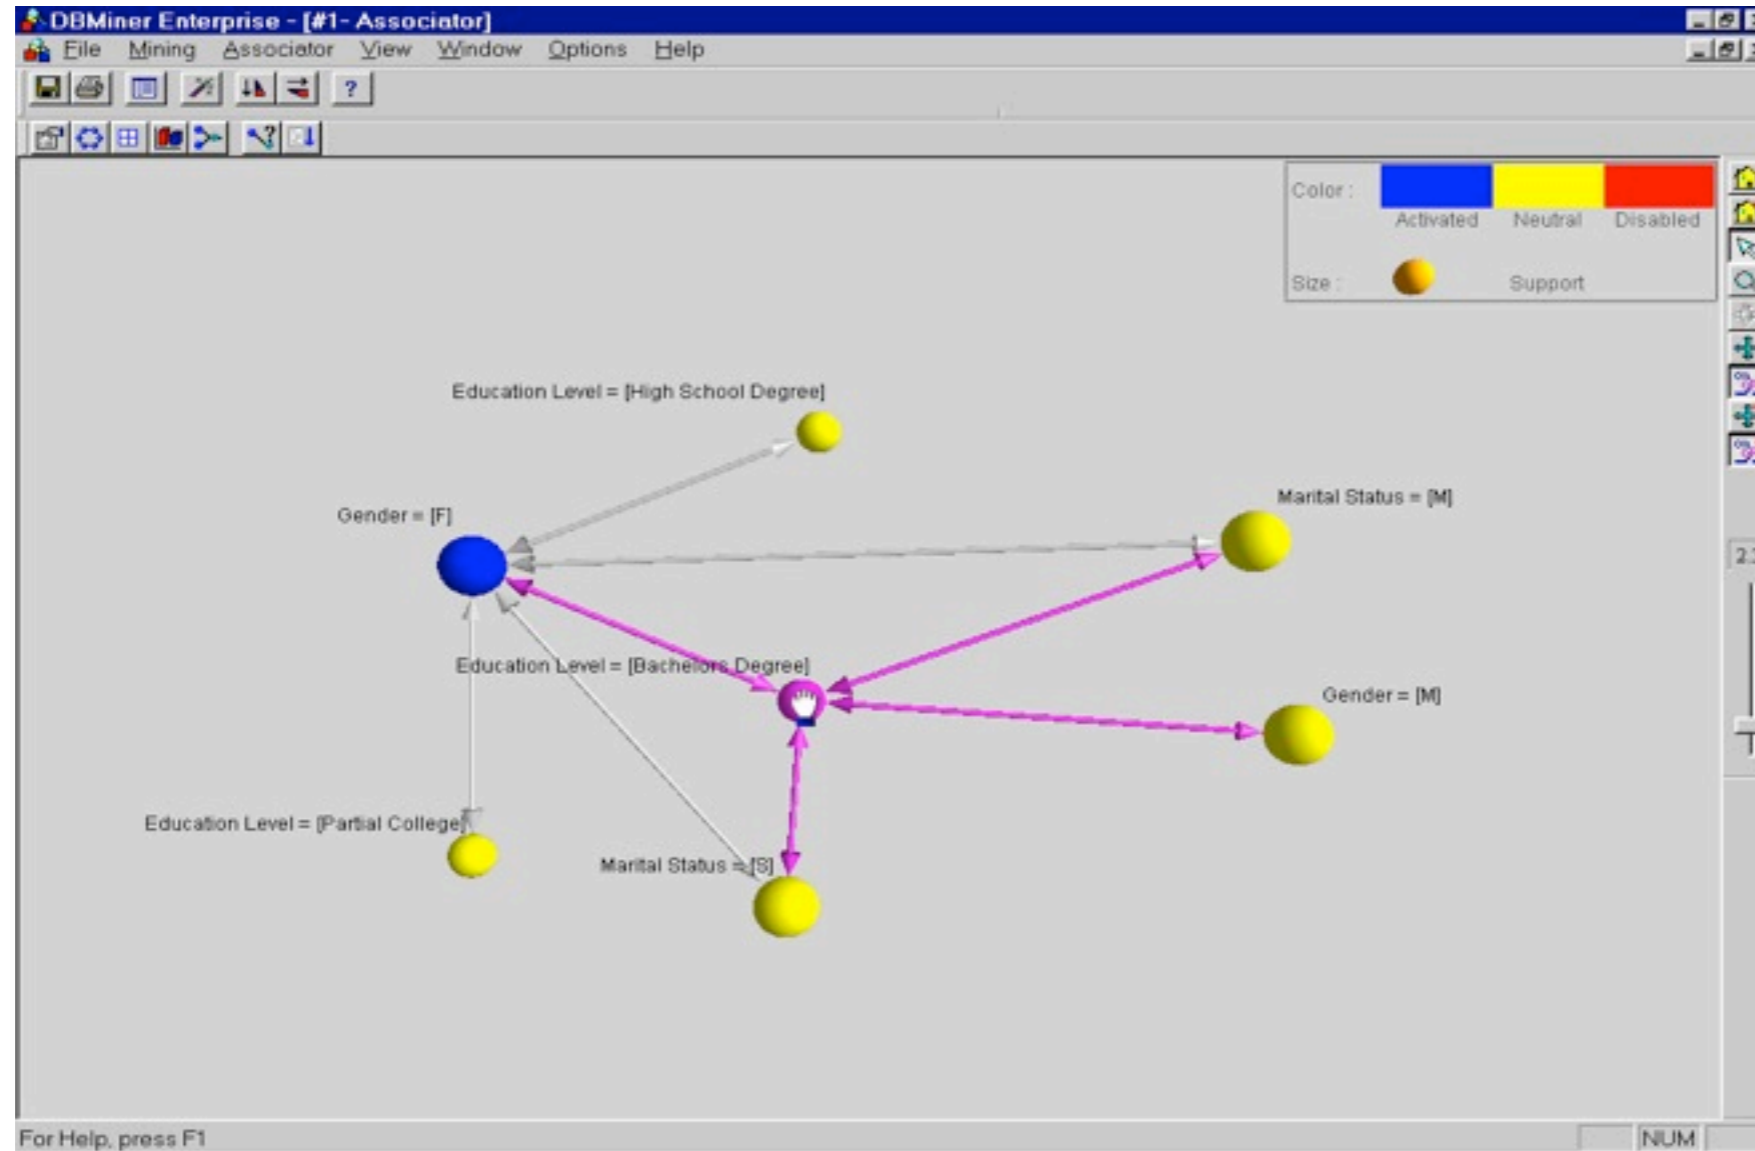 DBMiner Enterprise - [#1- Associator]
File Mining Associator View Window Options Help
Color :
Activated Neutral Disabled
Size : Support
Education Level = [High School Degree]
Marital Status = [M]
Gender = [F]
Education Level = [Bachelors Degree]
Gender = [M]
Education Level = [Partial College]
Marital Status = [S]
For Help, press F1
NUM